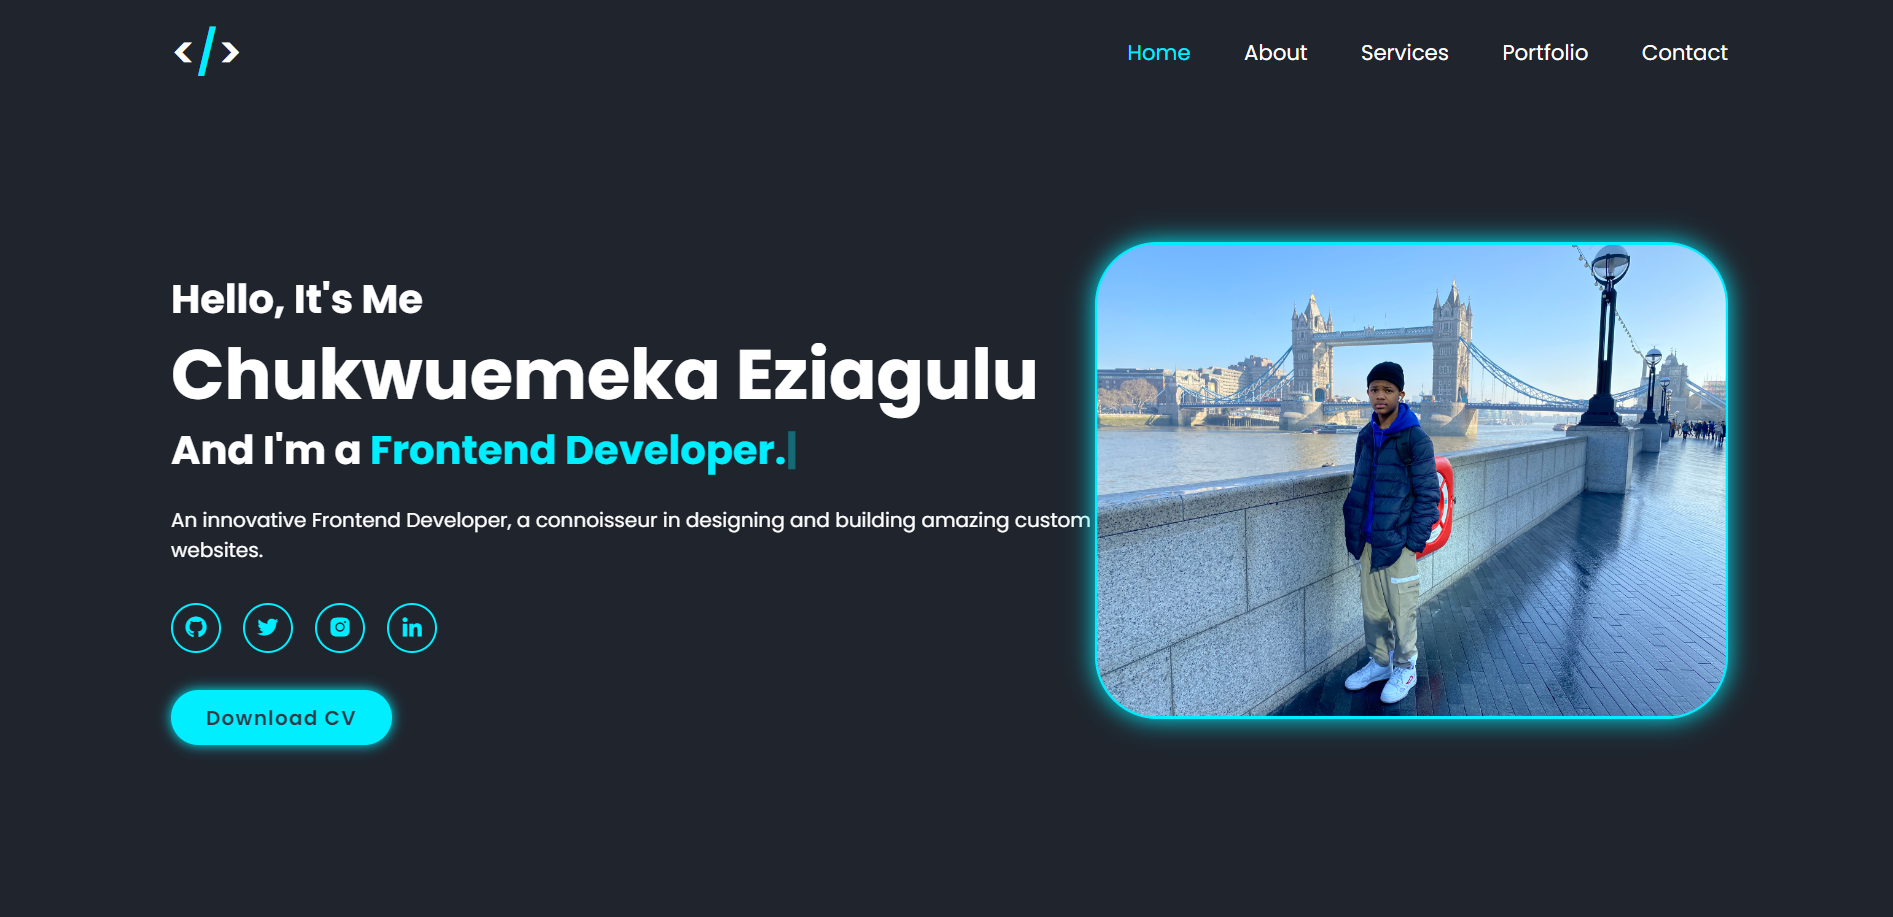 </>
Home About Services Portfolio Contact
Hello, It's Me
Chukwuemeka Eziagulu
And I'm a Frontend Developer.
An innovative Frontend Developer, a connoisseur in designing and building amazing custom
websites.
in
Download CV